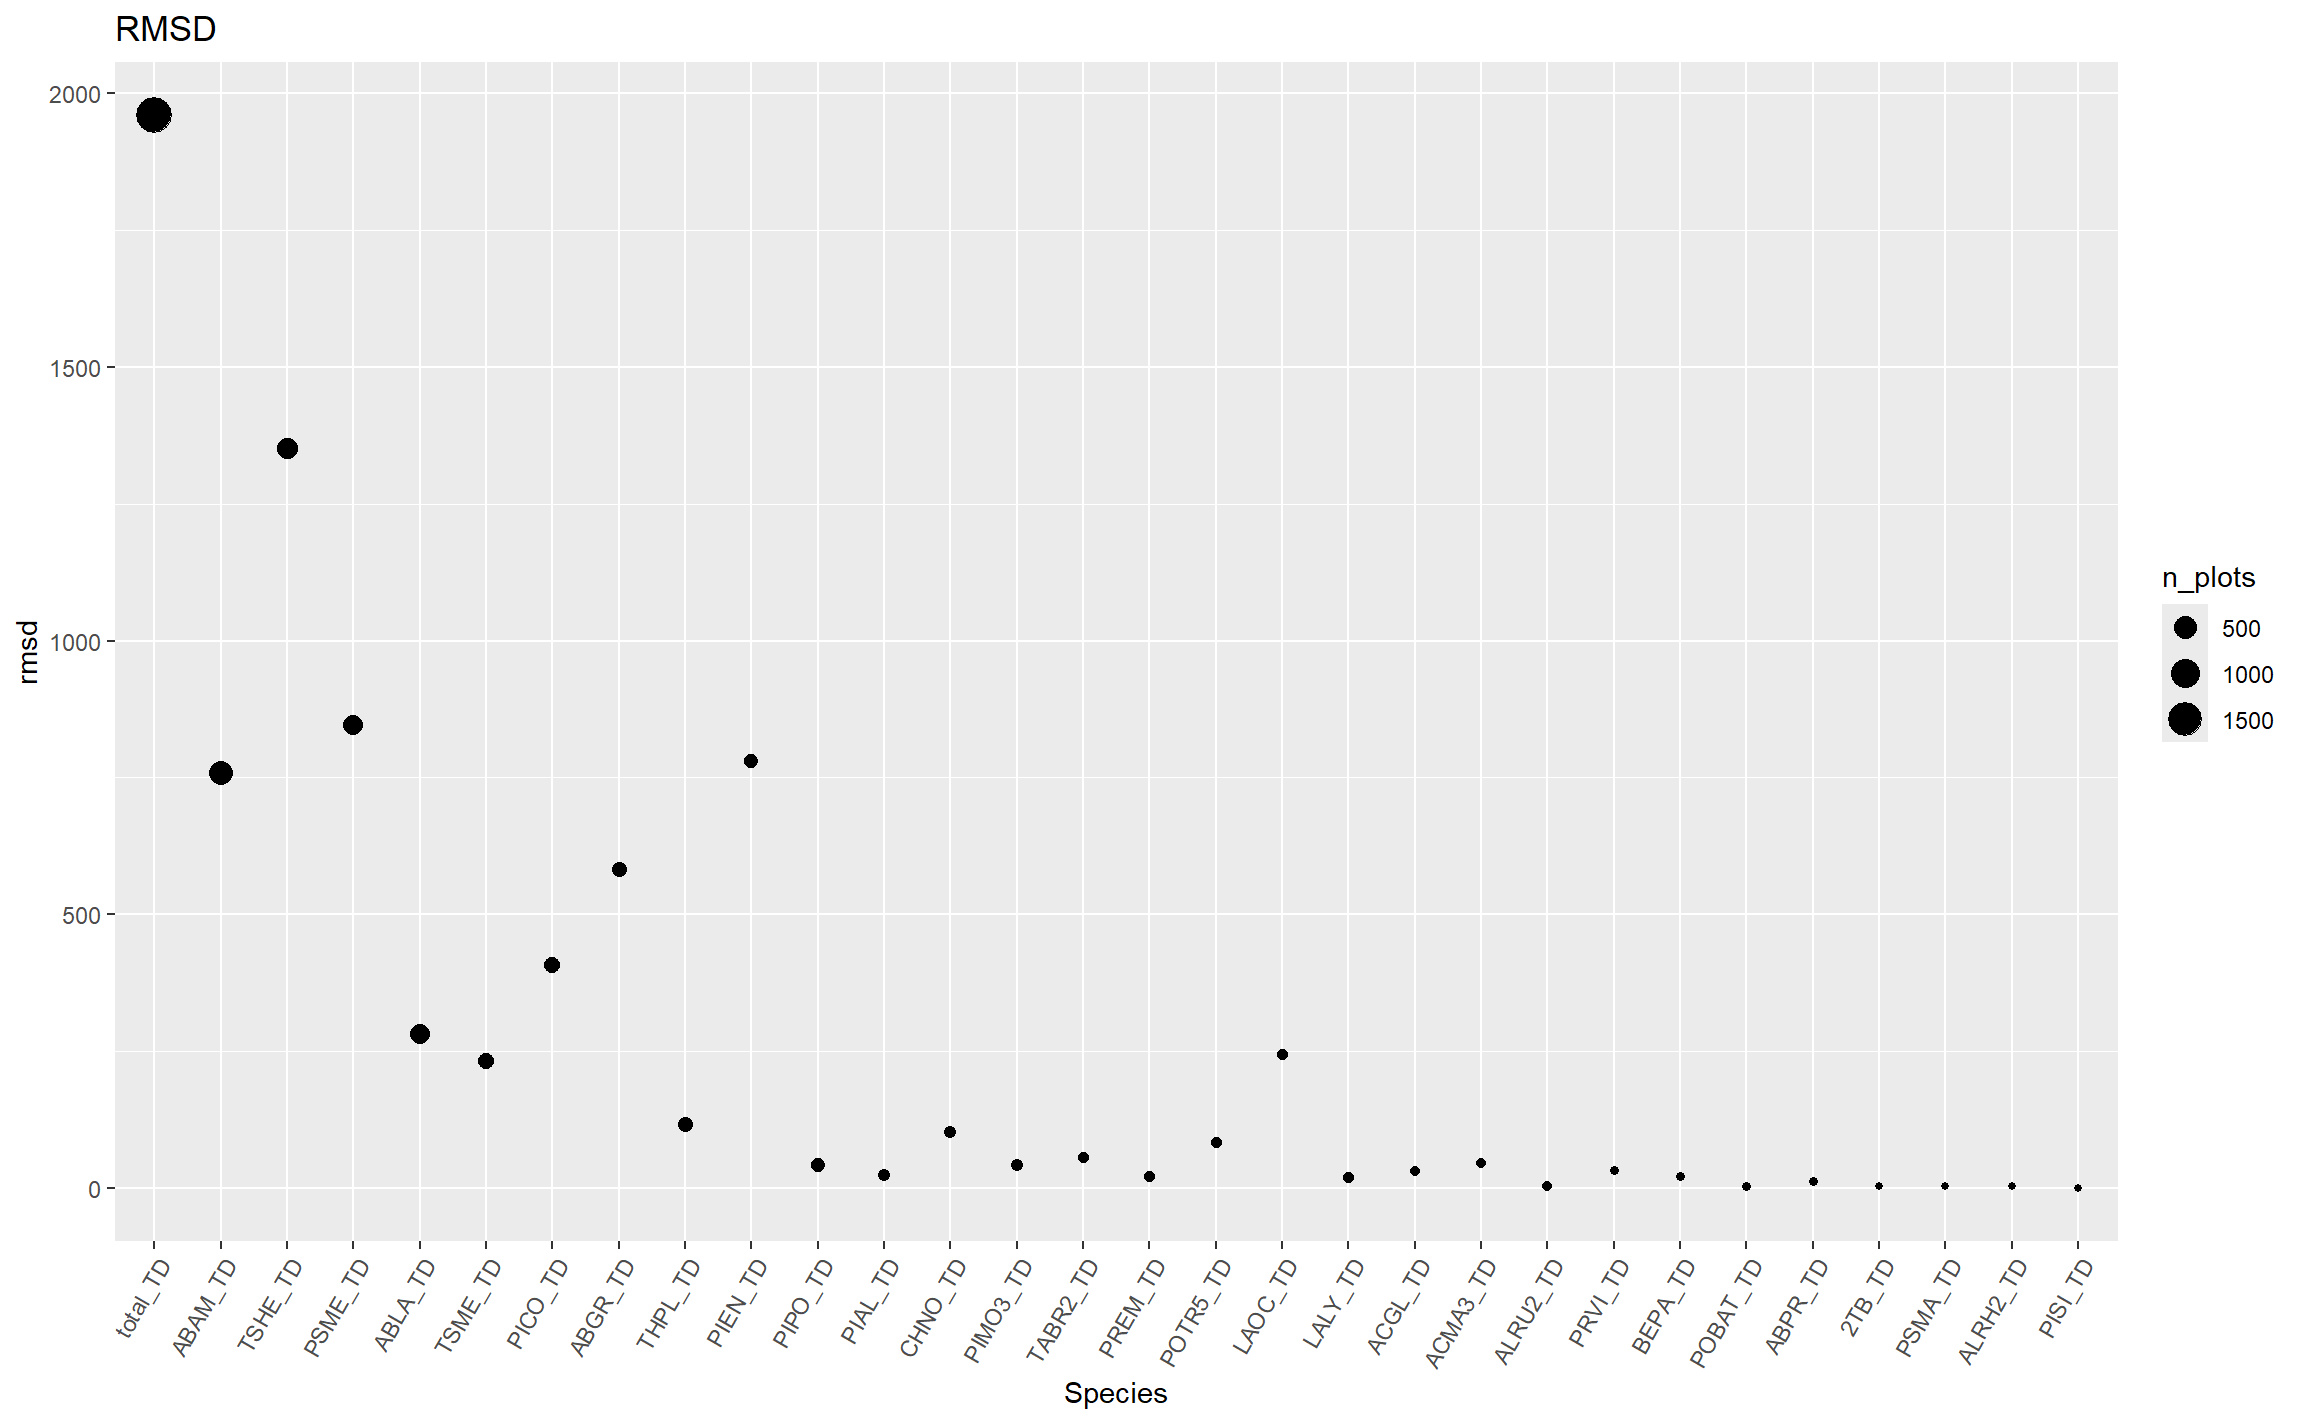 RMSD
2000
1500
1000
500
0
rmsd
total_TD
ABAM_TD
TSHE_TD
PSME_TD
ABLA_TD
TSME_TD
PICO_TD
ABGR_TD
THPL_TD
PIEN_TD
PIPO_TD
PIAL_TD
CHNO_TD
PIMO3_TD
TABR2_TD
PREM_TD
POTR5_TD
LAOC_TD
LALY_TD
ACGL_TD
ACMA3_TD
ALRU2_TD
PRVI_TD
BEPA_TD
POBAT_TD
ABPR_TD
2TB_TD
PSMA_TD
ALRH2_TD
PISI_TD
Species
n_plots
500
1000
1500